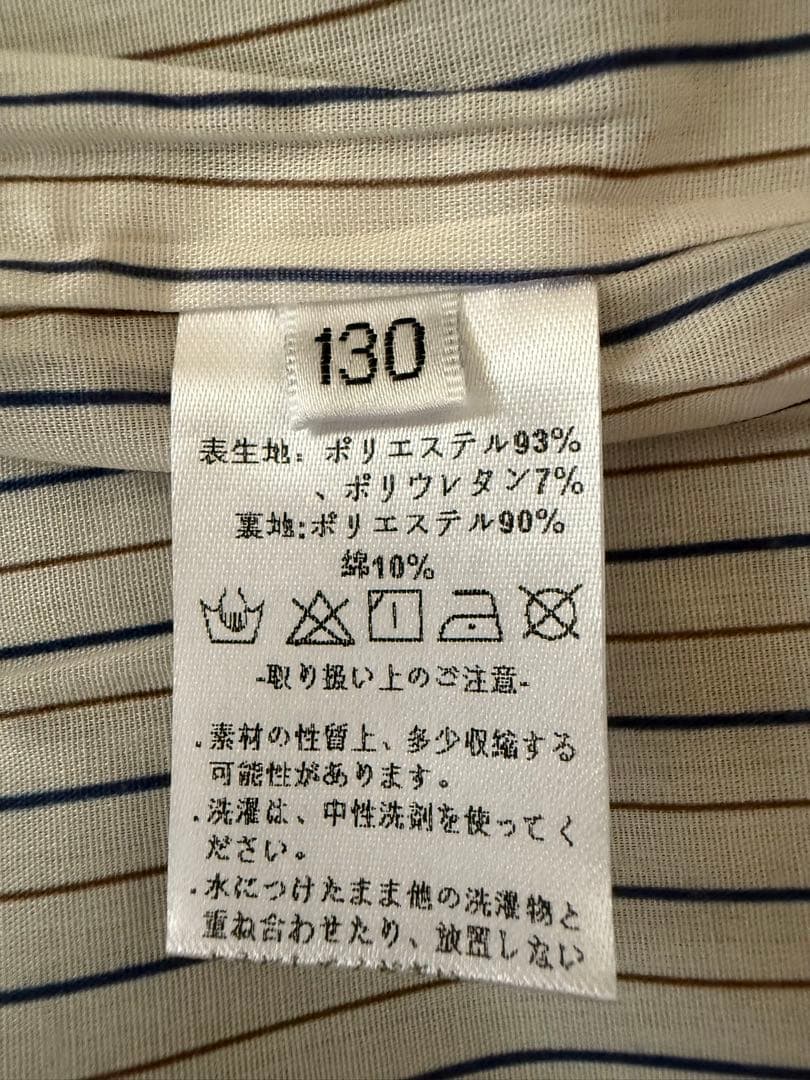 130
表生地：ポリエステル93%
、ポリウレタン7%
裏地:ポリエステル90%
綿10%
-取り扱い上のご注意-
.素材の性質上、多少収縮する
可能性があります。
.洗濯は、中性洗剤を使ってく
ださい。
.水につけたまま他の洗濯物と
重ね合わせたり、放置しない